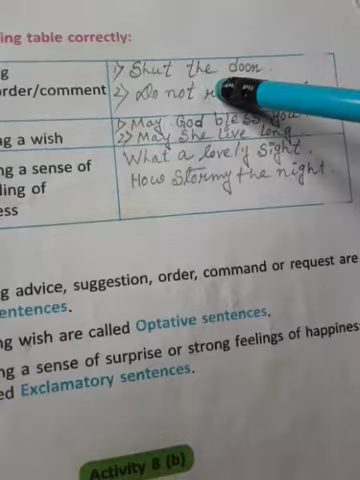 ing table correctly:
g
order/comment
1) Shut the door.
2) Do not
g a wish
1) May God bless you
2) May She live long
ng a sense of
ling of
ess
What a lovely sight.
How Stormy the night.
g advice, suggestion, order, command or request are
entences.
ng wish are called Optative sentences.
ng a sense of surprise or strong feelings of happiness
ed Exclamatory sentences.
Activity 8 (b)